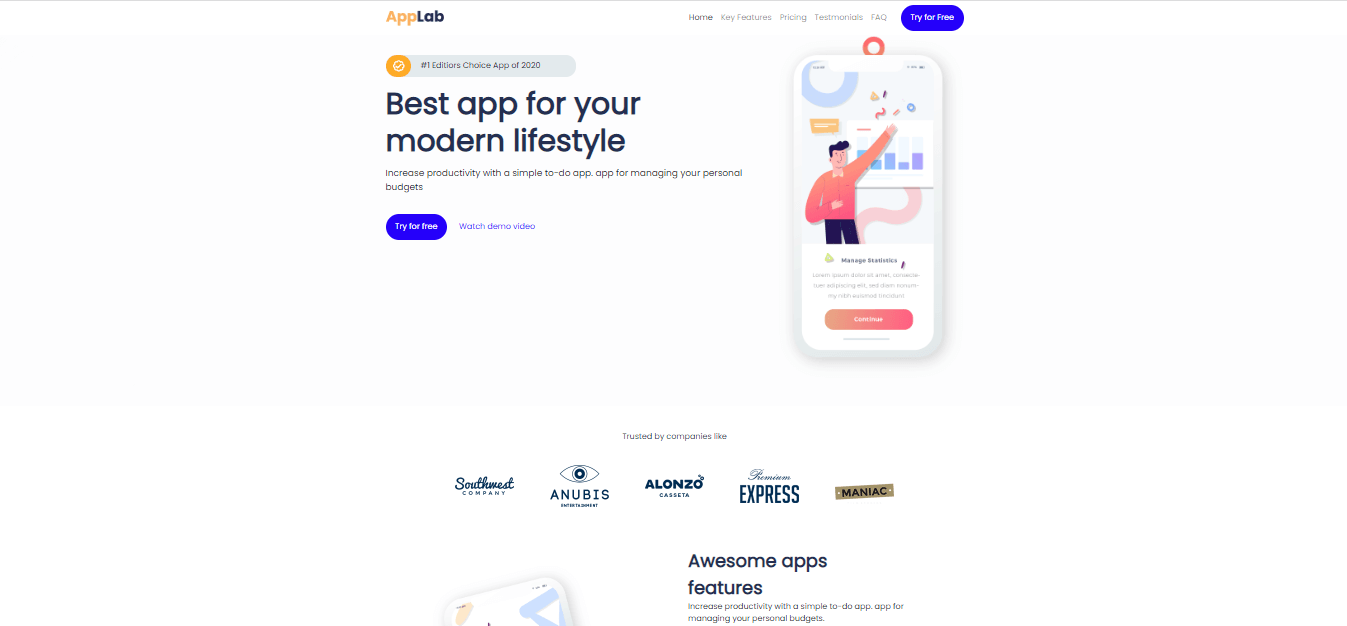 AppLab
Home Key Features Pricing Testmonials FAQ Try for Free
#1 Editiors Choice App of 2020
Best app for your
modern lifestyle
Increase productivity with a simple to-do app. app for managing your personal
budgets
Try for free Watch demo video
Manage Statistics
Lorem ipsum dolor sit amet, consecte-
tuer adipiscing elit, sed diam nonum-
my nibh euismod tincidunt
Continue
Trusted by companies like
Southwest
COMPANY
ANUBIS
ENTERTAINMENT
ALONZO
CASSETA
Premium
EXPRESS
MANIAC
Awesome apps
features
Increase productivity with a simple to-do app. app for
managing your personal budgets.